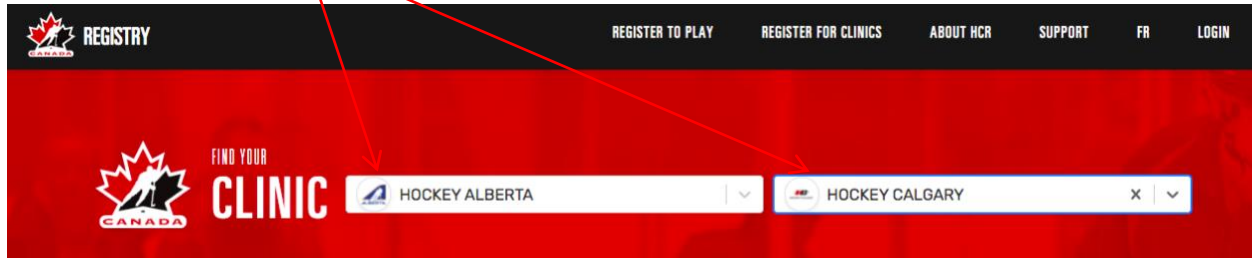 CANADA
REGISTRY
REGISTER TO PLAY
REGISTER FOR CLINICS
ABOUT HCR
SUPPORT
FR
LOGIN
CANADA
FIND YOUR
CLINIC
ALBERTA
HOCKEY ALBERTA
HOCKEY CALGARY
X